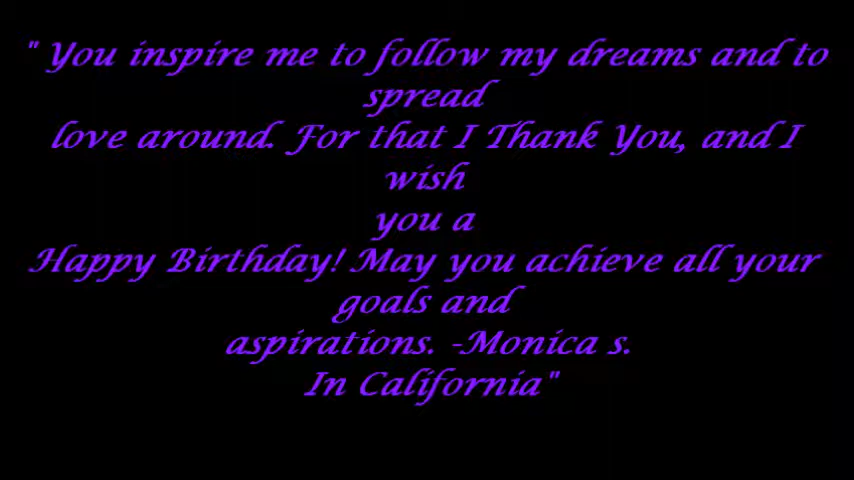 " You inspire me to follow my dreams and to
spread
love around. For that I Thank You, and I
wish
you a
Happy Birthday! May you achieve all your
goals and
aspirations. -Monica s.
In California"